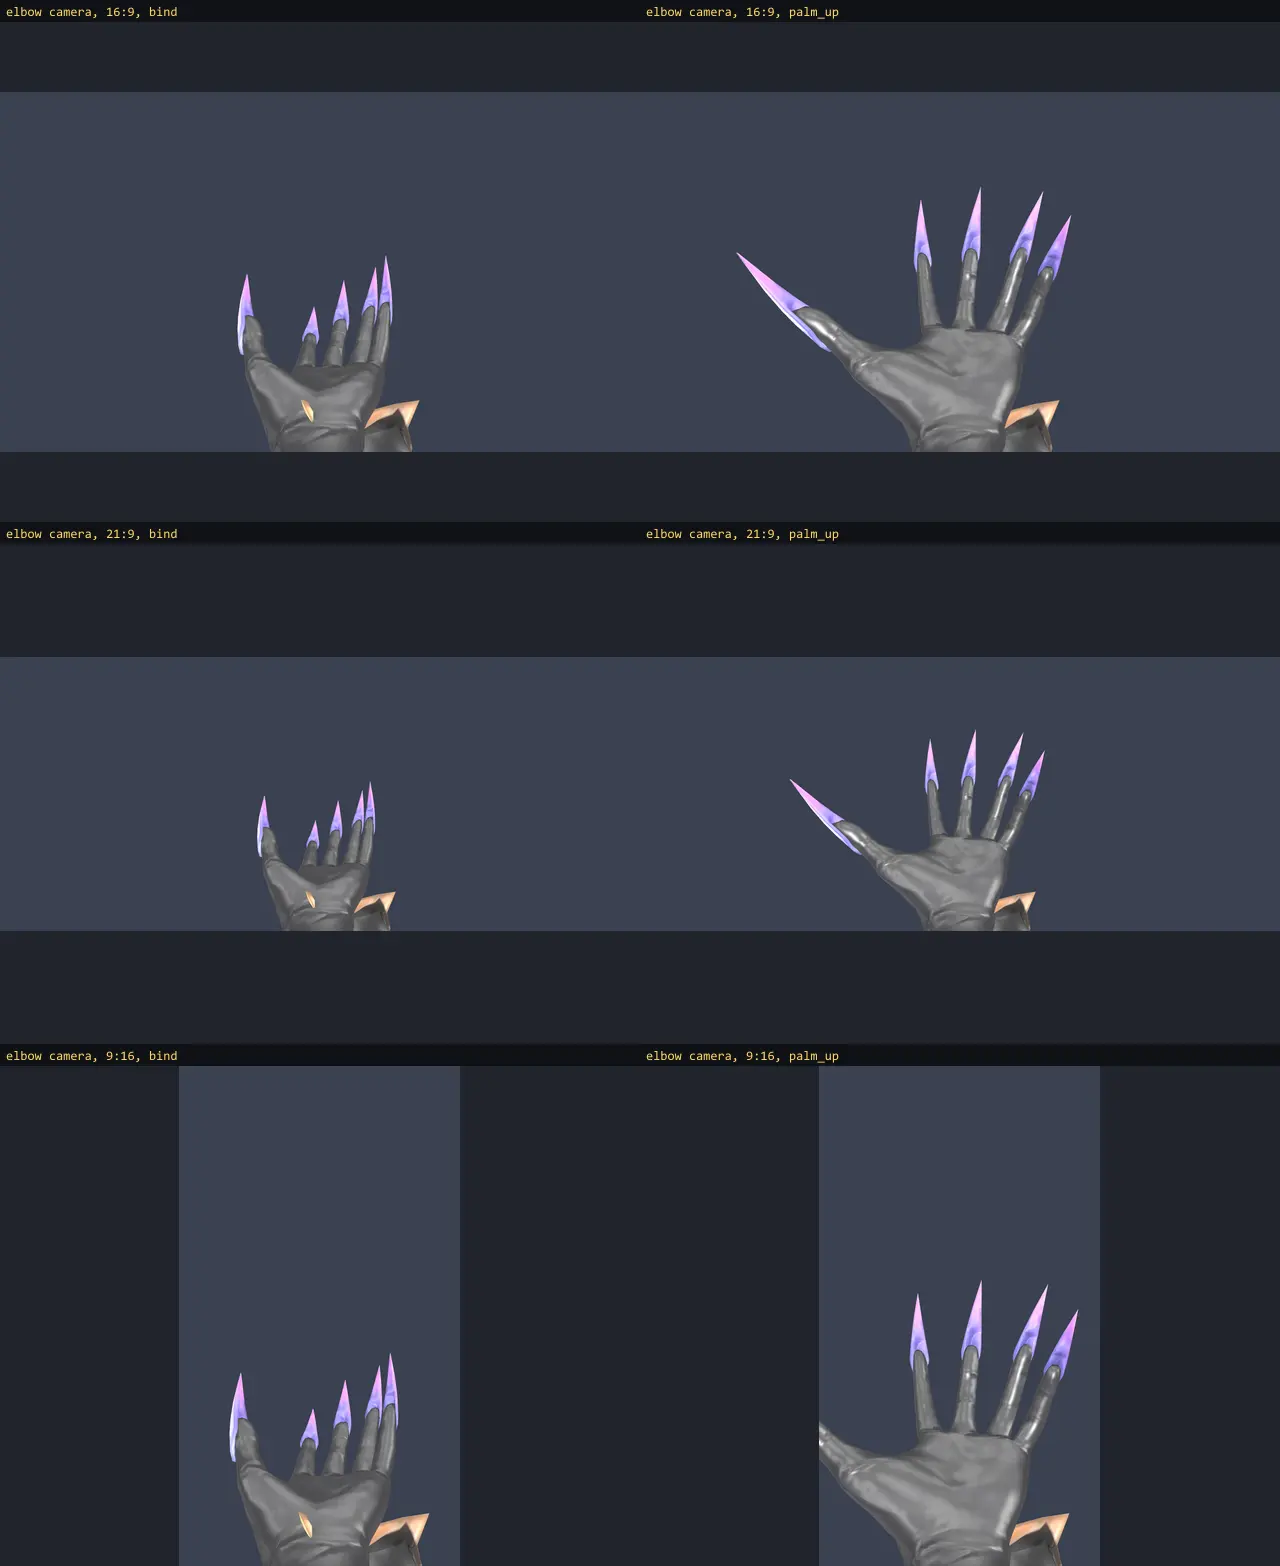 elbow camera, 16:9, bind
elbow camera, 16:9, palm_up
elbow camera, 21:9, bind
elbow camera, 21:9, palm_up
elbow camera, 9:16, bind
elbow camera, 9:16, palm_up